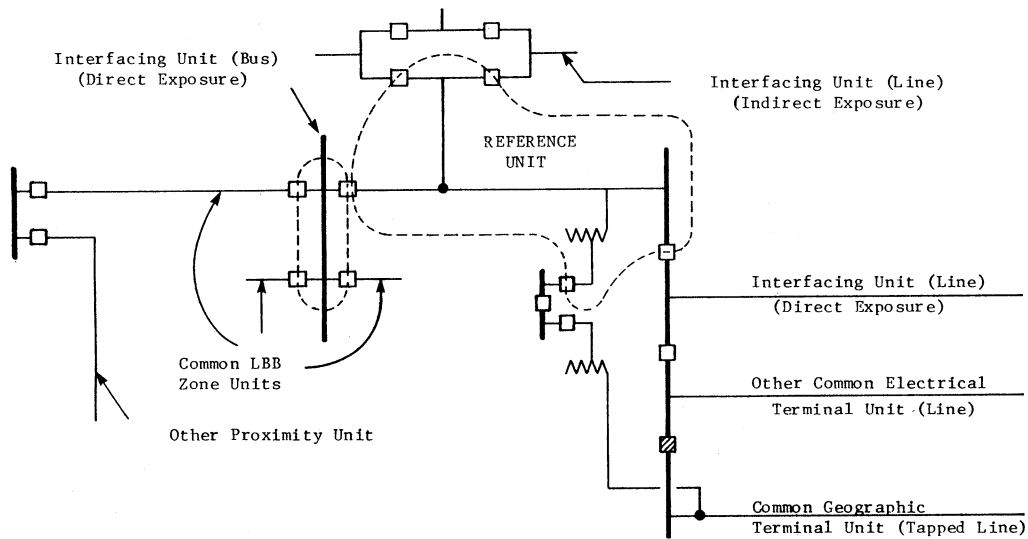 Interfacing Unit (Bus)
(Direct Exposure)
Interfacing Unit (Line)
(Indirect Exposure)
REFERENCE
UNIT
Interfacing Unit (Line)
(Direct Exposure)
Common LBB
Zone Units
Other Common Electrical
Terminal Unit (Line)
Other Proximity Unit
Common Geographic
Terminal Unit (Tapped Line)